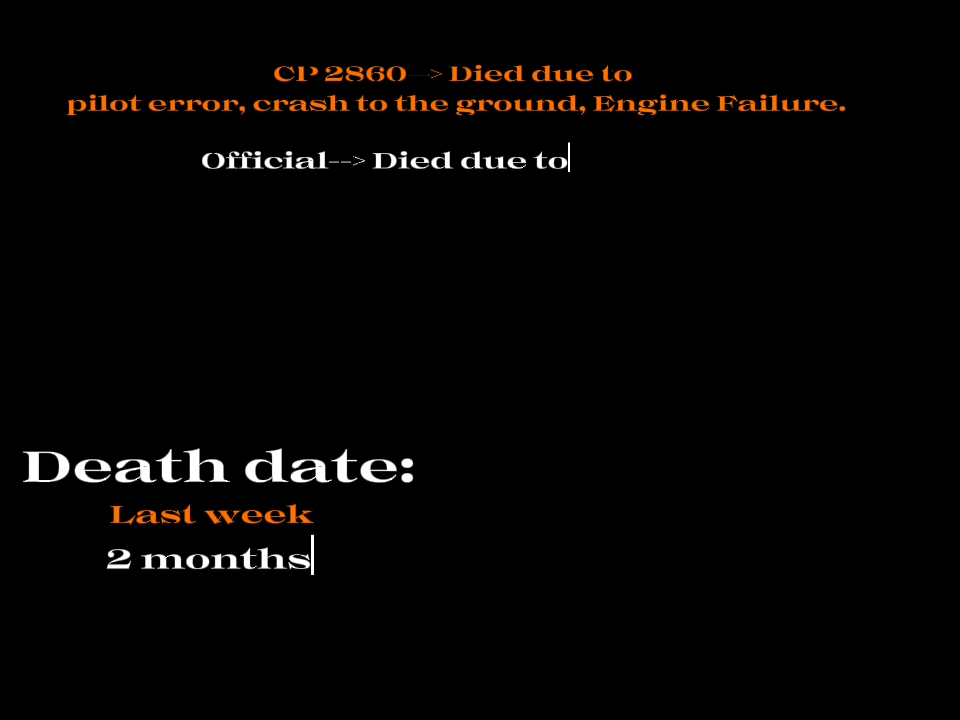 CP 2860--> Died due to
pilot error, crash to the ground, Engine Failure.
Official--> Died due to
Death date:
Last week
2 months